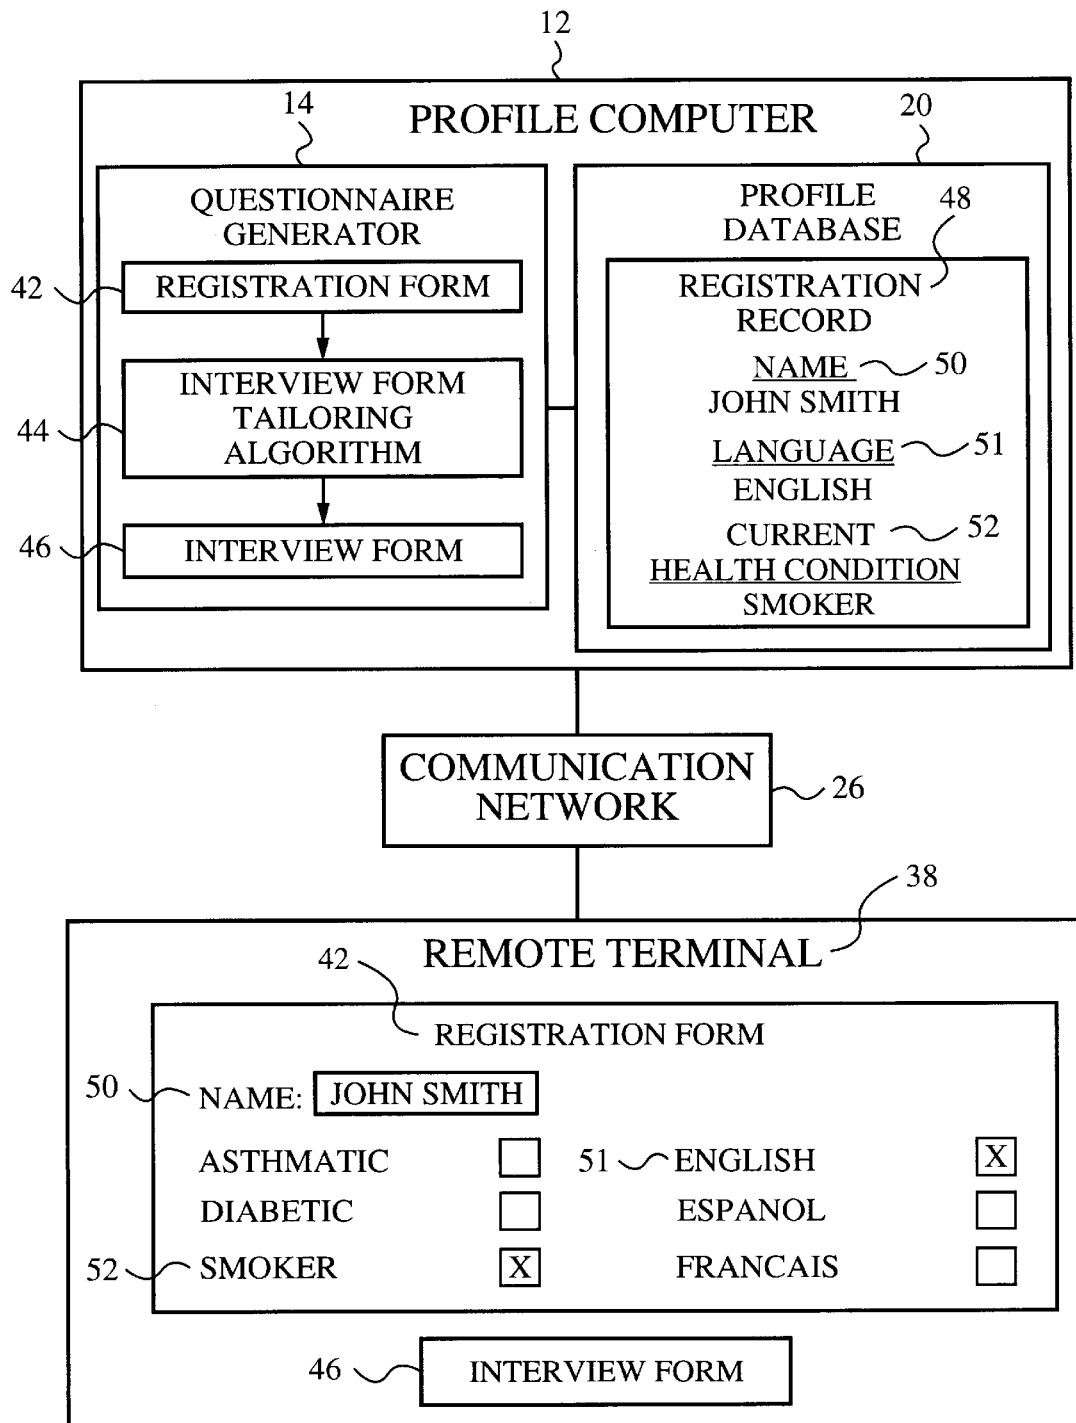 12
PROFILE COMPUTER
14
20
QUESTIONNAIRE
GENERATOR
42
REGISTRATION FORM
44
INTERVIEW FORM
TAILORING
ALGORITHM
46
INTERVIEW FORM
PROFILE
DATABASE
48
REGISTRATION
RECORD
NAME 50
JOHN SMITH
LANGUAGE 51
ENGLISH
CURRENT 52
HEALTH CONDITION
SMOKER
COMMUNICATION
NETWORK
26
38
REMOTE TERMINAL
42
REGISTRATION FORM
50 NAME: JOHN SMITH
ASTHMATIC 51 ENGLISH X
DIABETIC ESPANOL
52 SMOKER X FRANCAIS
46 INTERVIEW FORM